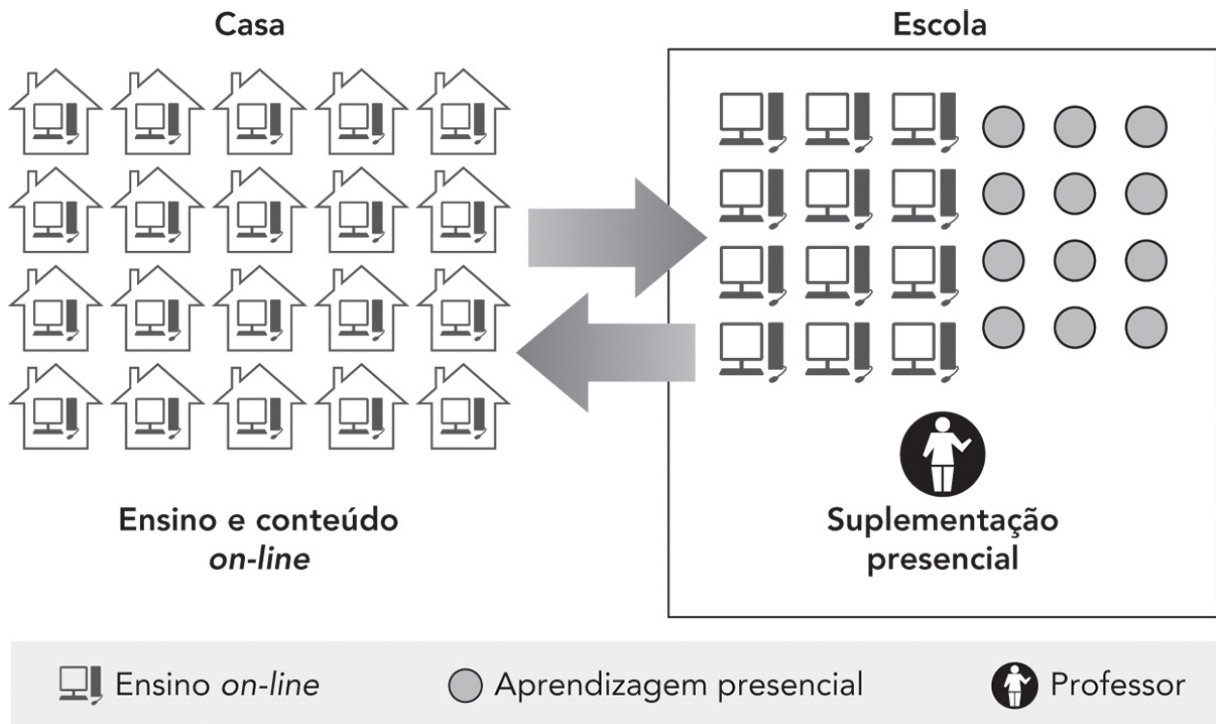 Casa
Escola
Ensino e conteúdo
on-line
Suplementação
presencial
Ensino on-line
Aprendizagem presencial
Professor